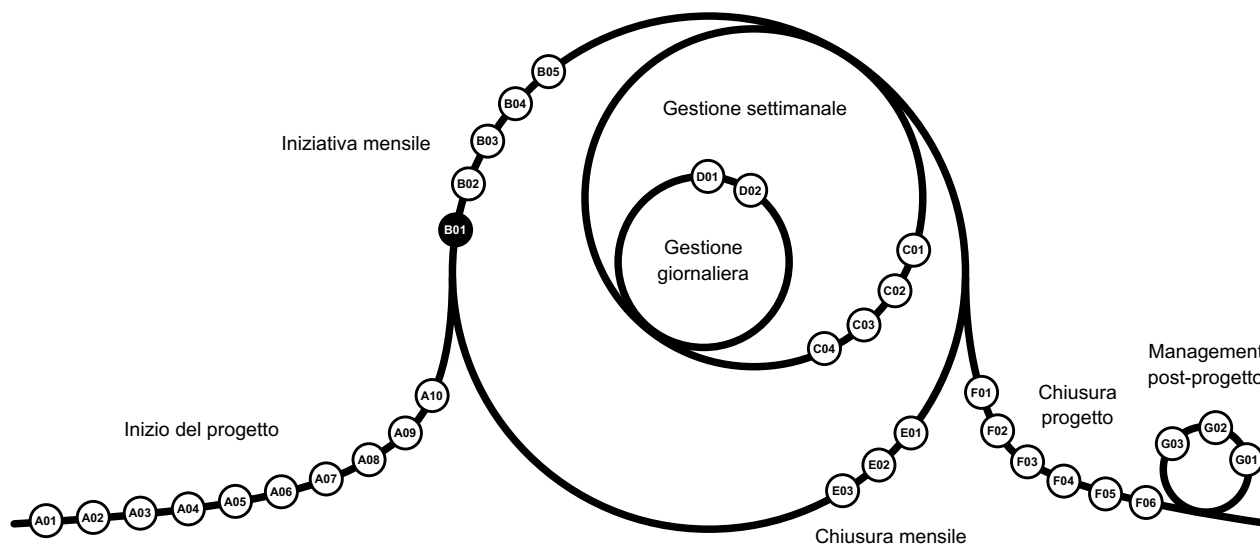 B05
B04
B03
B02
B01
Iniziativa mensile
Gestione settimanale
D01
D02
Gestione
giornaliera
C01
C02
C03
C04
Inizio del progetto
A01
A02
A03
A04
A05
A06
A07
A08
A09
A10
E01
E02
E03
Chiusura mensile
Chiusura
progetto
F01
F02
F03
F04
F05
F06
Management
post-progetto
G03
G02
G01